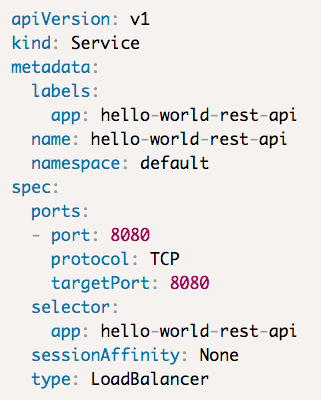 apiVersion: v1
kind: Service
metadata:
  labels:
    app: hello-world-rest-api
  name: hello-world-rest-api
  namespace: default
spec:
  ports:
  - port: 8080
    protocol: TCP
    targetPort: 8080
  selector:
    app: hello-world-rest-api
  sessionAffinity: None
  type: LoadBalancer